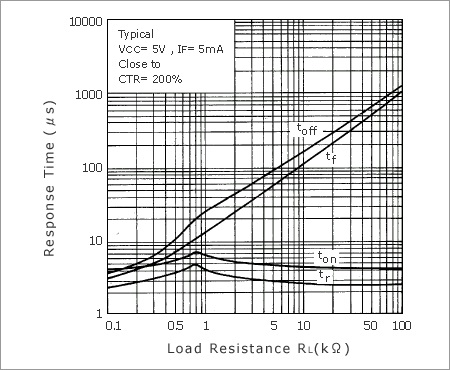 10000
1000
100
10
1
Response Time ( μs)
Typical
VCC= 5V , IF= 5mA
Close to
CTR= 200%
toff
tf
ton
tr
0.1 0.5 1 5 10 50 100
Load Resistance RL(kΩ)